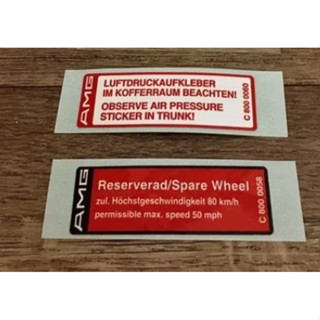 AMG
LUFTDRUCKAUFKLEBER
IM KOFFERRAUM BEACHTEN!
OBSERVE AIR PRESSURE
STICKER IN TRUNK!
C 800 0060
AMG
Reserverad/Spare Wheel
zul. Höchstgeschwindigkeit 80 km/h
permissible max. speed 50 mph
C 800 0058